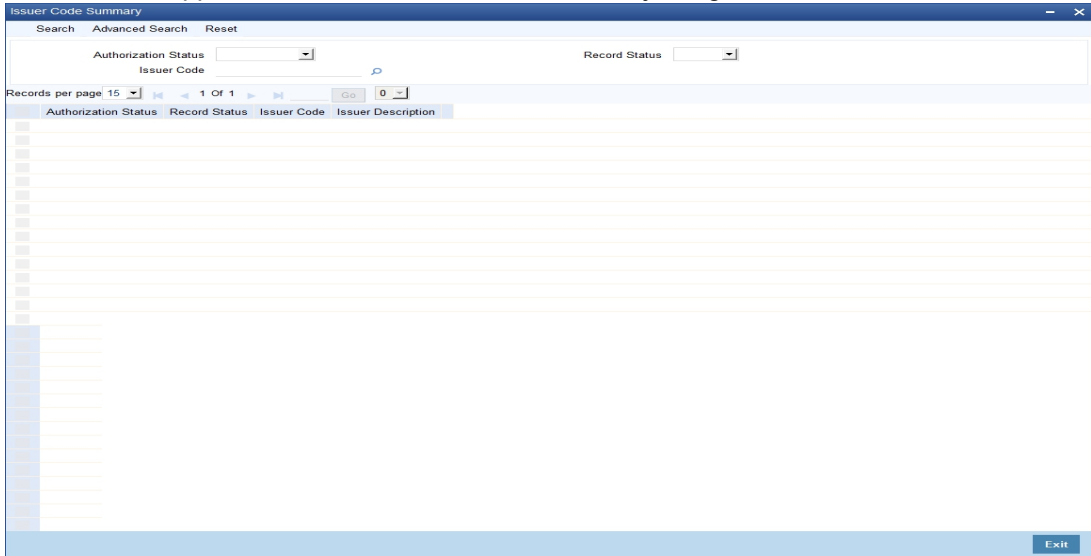 Issuer Code Summary
Search Advanced Search Reset
Authorization Status Record Status
Issuer Code
Records per page 15 1 Of 1 Go 0
Authorization Status Record Status Issuer Code Issuer Description
Exit